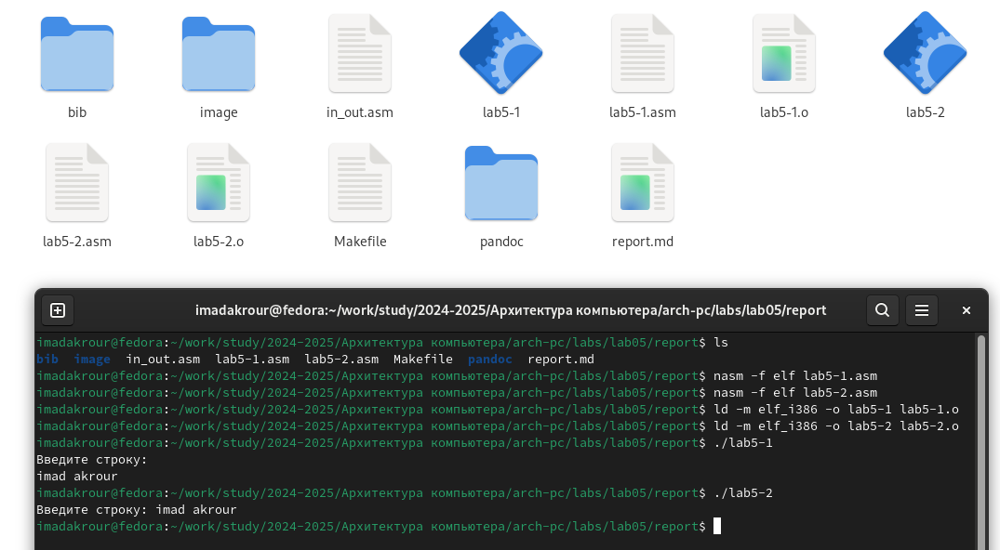 bib image in_out.asm lab5-1 lab5-1.asm lab5-1.o lab5-2
lab5-2.asm lab5-2.o Makefile pandoc report.md
imadakrour@fedora:~/work/study/2024-2025/Архитектура компьютера/arch-pc/labs/lab05/report
imadakrour@fedora:~/work/study/2024-2025/Архитектура компьютера/arch-pc/labs/lab05/report$ ls
bib image in_out.asm lab5-1.asm lab5-2.asm Makefile pandoc report.md
imadakrour@fedora:~/work/study/2024-2025/Архитектура компьютера/arch-pc/labs/lab05/report$ nasm -f elf lab5-1.asm
imadakrour@fedora:~/work/study/2024-2025/Архитектура компьютера/arch-pc/labs/lab05/report$ nasm -f elf lab5-2.asm
imadakrour@fedora:~/work/study/2024-2025/Архитектура компьютера/arch-pc/labs/lab05/report$ ld -m elf_i386 -o lab5-1 lab5-1.o
imadakrour@fedora:~/work/study/2024-2025/Архитектура компьютера/arch-pc/labs/lab05/report$ ld -m elf_i386 -o lab5-2 lab5-2.o
imadakrour@fedora:~/work/study/2024-2025/Архитектура компьютера/arch-pc/labs/lab05/report$ ./lab5-1
Введите строку:
imad akrour
imadakrour@fedora:~/work/study/2024-2025/Архитектура компьютера/arch-pc/labs/lab05/report$ ./lab5-2
Введите строку: imad akrour
imadakrour@fedora:~/work/study/2024-2025/Архитектура компьютера/arch-pc/labs/lab05/report$